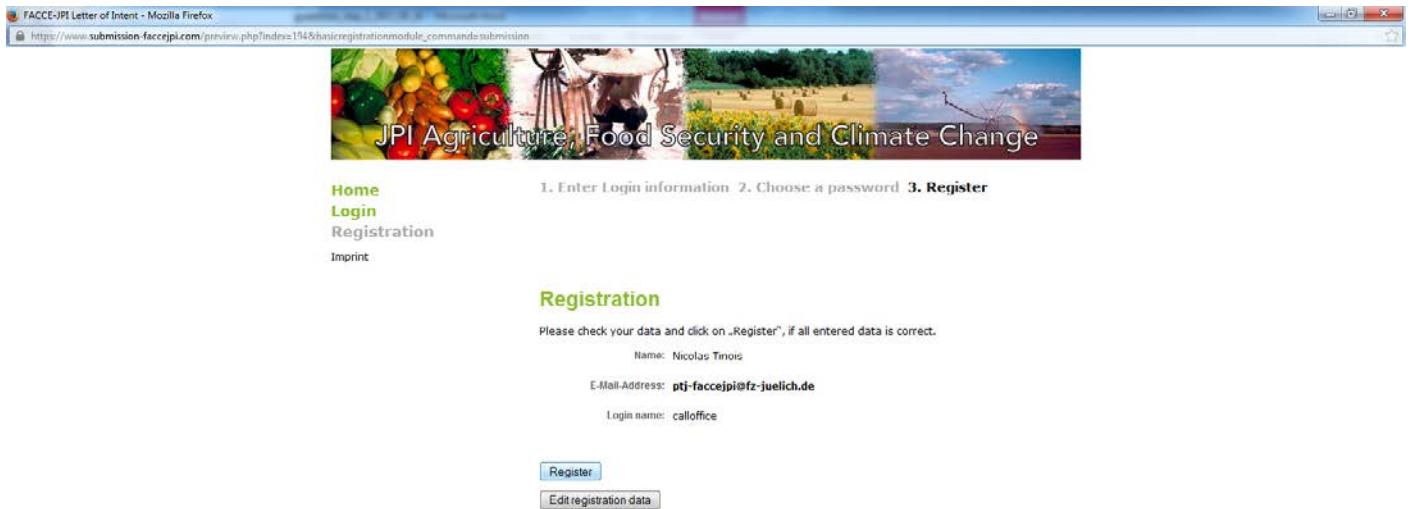 FACCE-JPI Letter of Intent - Mozilla Firefox
https://www.submission-faccejpi.com/preview.php?index=194&basicregistrationmodule_command=submission
JPI Agriculture, Food Security and Climate Change
Home
Login
Registration
Imprint
1. Enter Login information 2. Choose a password 3. Register
Registration
Please check your data and click on „Register“, if all entered data is correct.
Name: Nicolas Tinois
E-Mail-Address: ptj-faccejpi@fz-juelich.de
Login name: calloffice
Register
Edit registration data